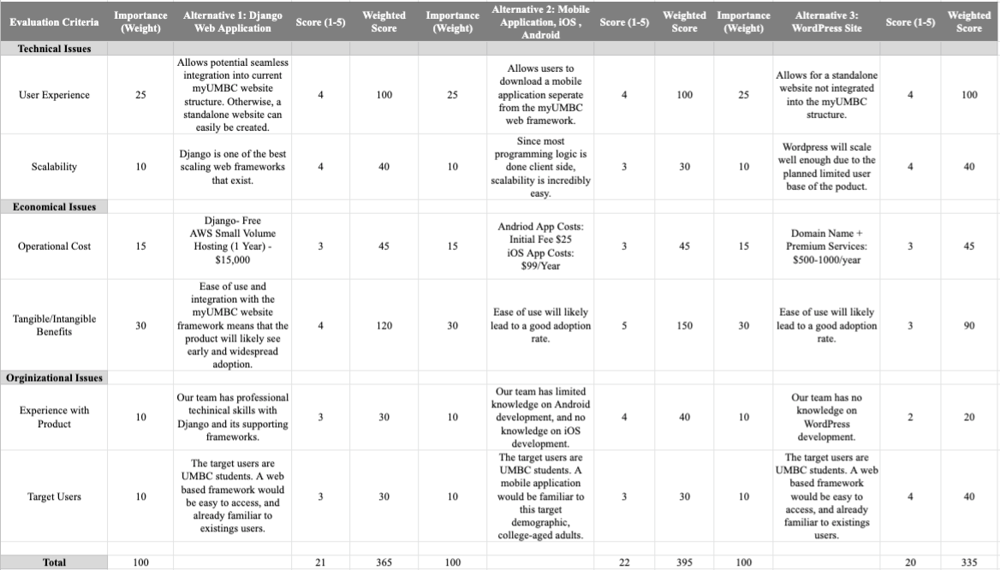 Evaluation Criteria
Importance
(Weight)
Alternative 1: Django
Web Application
Score (1-5)
Weighted
Score
Importance
(Weight)
Alternative 2: Mobile
Application, iOS ,
Android
Score (1-5)
Weighted
Score
Importance
(Weight)
Alternative 3:
WordPress Site
Score (1-5)
Weighted
Score
Technical Issues
User Experience
25
Allows potential seamless
integration into current
myUMBC website
structure. Otherwise, a
standalone website can
easily be created.
4
100
25
Allows users to
download a mobile
application seperate
from the myUMBC
web framework.
4
100
25
Allows for a standalone
website not integrated
into the myUMBC
structure.
4
100
Scalability
10
Django is one of the best
scaling web frameworks
that exist.
4
40
10
Since most
programming logic is
done client side,
scalability is incredibly
easy.
3
30
10
Wordpress will scale
well enough due to the
planned limited user
base of the poduct.
4
40
Economical Issues
Operational Cost
15
Django- Free
AWS Small Volume
Hosting (1 Year) -
$15,000
3
45
15
Andriod App Costs:
Initial Fee $25
iOS App Costs:
$99/Year
3
45
15
Domain Name +
Premium Services:
$500-1000/year
3
45
Tangible/Intangible
Benefits
30
Ease of use and
integration with the
myUMBC website
framework means that the
product will likely see
early and widespread
adoption.
4
120
30
Ease of use will likely
lead to a good adoption
rate.
5
150
30
Ease of use will likely
lead to a good adoption
rate.
3
90
Orginizational Issues
Experience with
Product
10
Our team has professional
techinical skills with
Django and its supporting
frameworks.
3
30
10
Our team has limited
knowledge on Android
development, and no
knowledge on iOS
development.
4
40
10
Our team has no
knowledge on
WordPress
development.
2
20
Target Users
10
The target users are
UMBC students. A web
based framework would
be easy to access, and
already familiar to
existings users.
3
30
10
The target users are
UMBC students. A
mobile application
would be familiar to
this target
demographic,
college-aged adults.
3
30
10
The target users are
UMBC students. A web
based framework
would be easy to
access, and already
familiar to existings
users.
4
40
Total
100
21
365
100
22
395
100
20
335